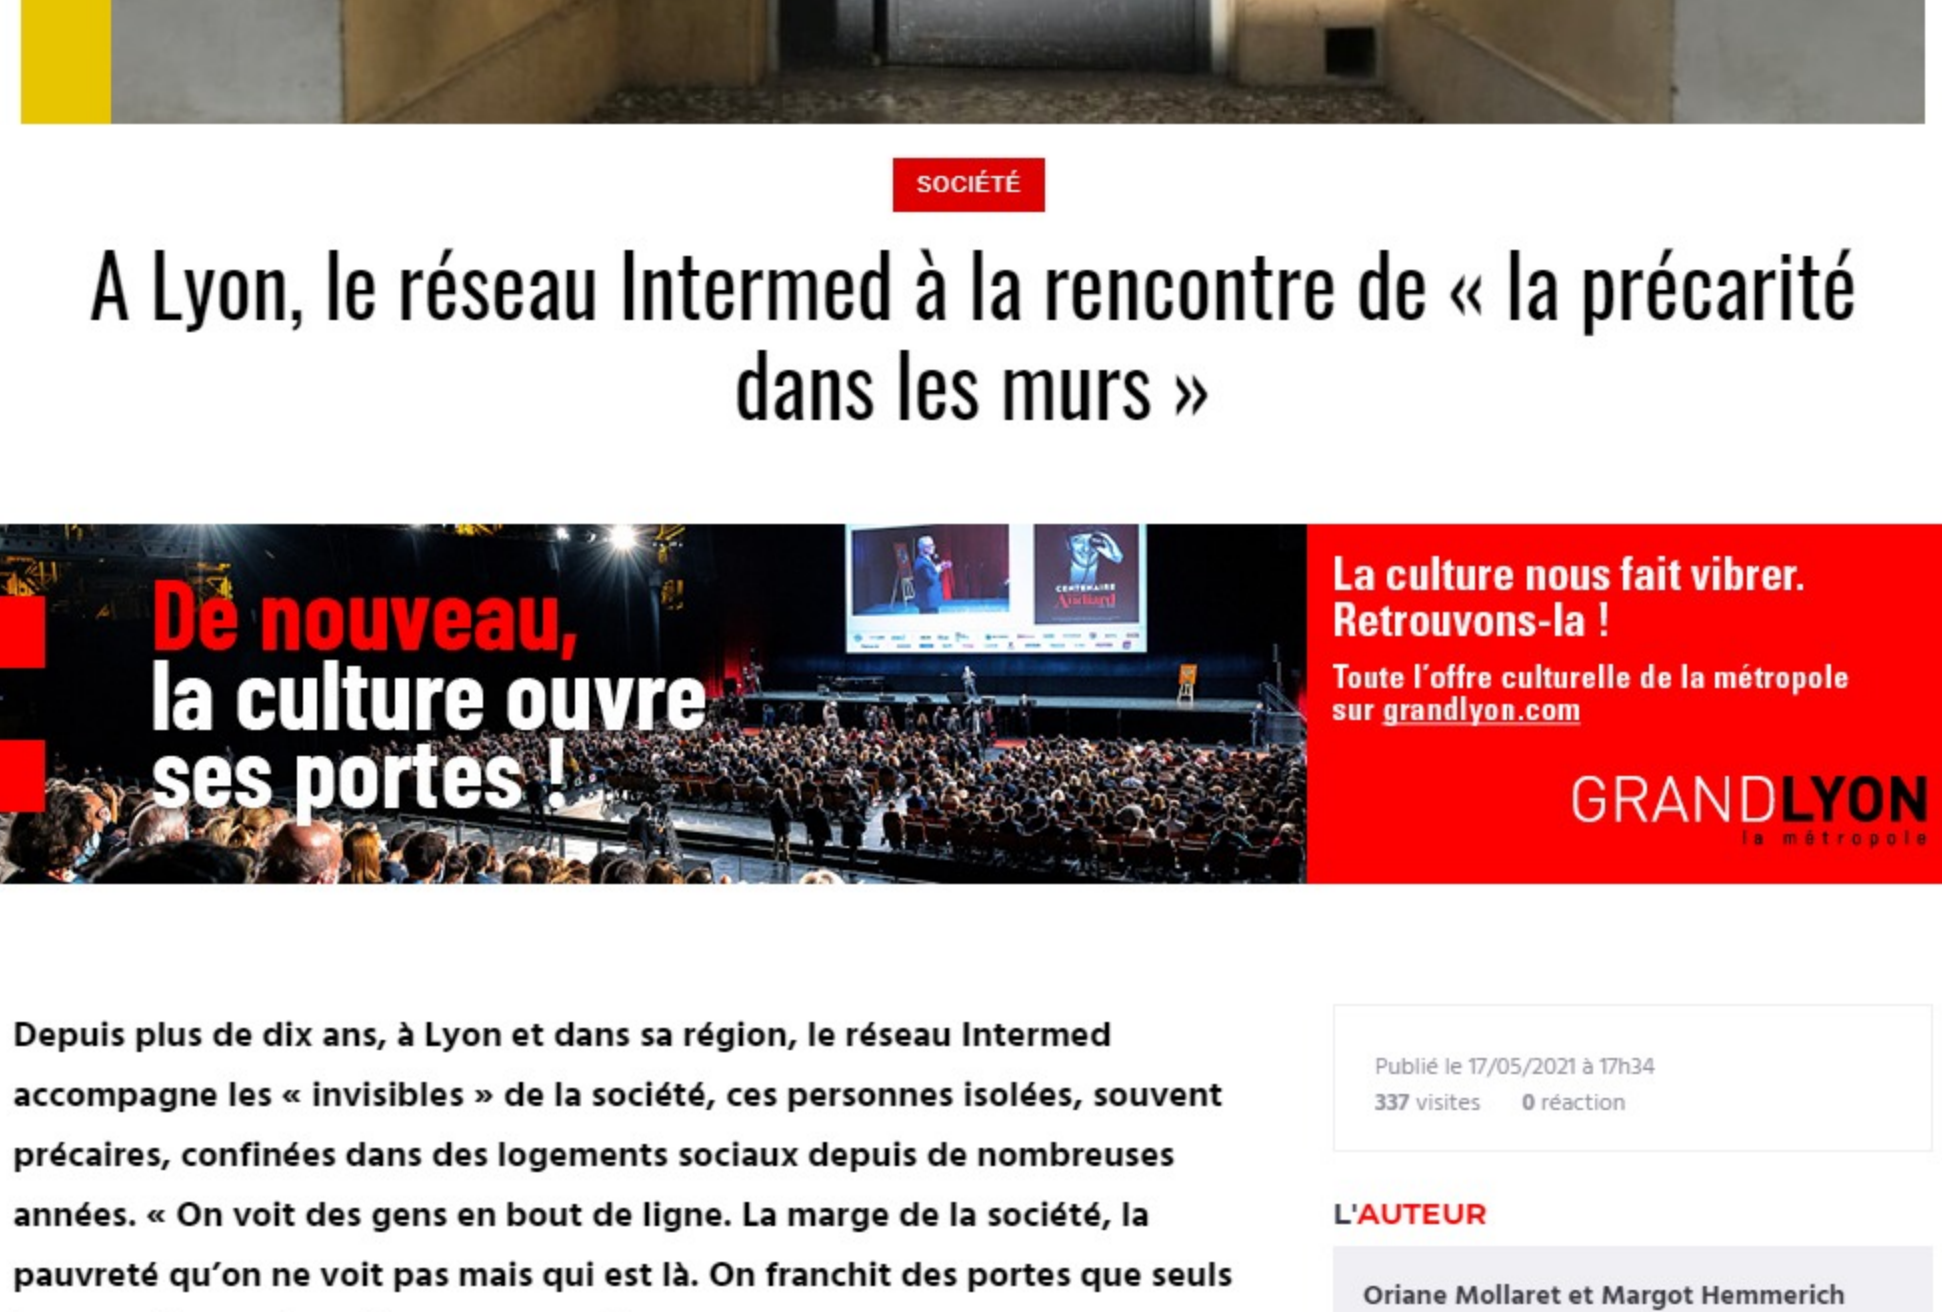 SOCIÉTÉ
A Lyon, le réseau Intermed à la rencontre de « la précarité
dans les murs »
De nouveau,
la culture ouvre
ses portes !
CENTENAIRE
Audiard
La culture nous fait vibrer.
Retrouvons-la !
Toute l'offre culturelle de la métropole
sur grandlyon.com
GRANDLYON
la métropole
Depuis plus de dix ans, à Lyon et dans sa région, le réseau Intermed
accompagne les « invisibles » de la société, ces personnes isolées, souvent
précaires, confinées dans des logements sociaux depuis de nombreuses
années. « On voit des gens en bout de ligne. La marge de la société, la
pauvreté qu’on ne voit pas mais qui est là. On franchit des portes que seuls
Publié le 17/05/2021 à 17h34
337 visites 0 réaction
L'AUTEUR
Oriane Mollaret et Margot Hemmerich